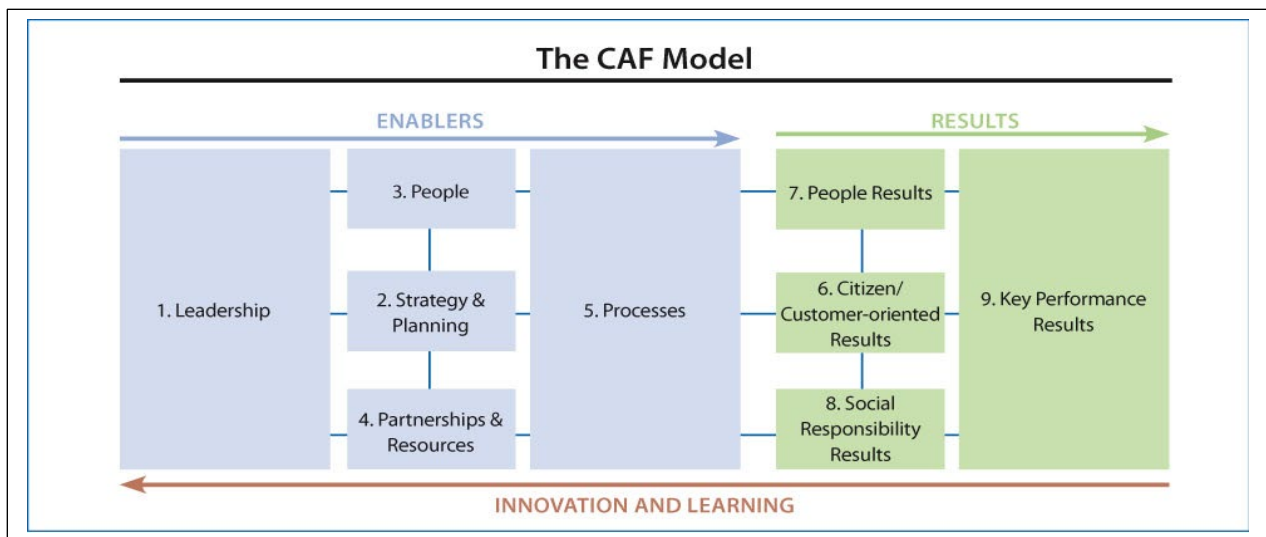 The CAF Model
ENABLERS
RESULTS
1. Leadership
3. People
2. Strategy &
Planning
4. Partnerships &
Resources
5. Processes
7. People Results
6. Citizen/
Customer-oriented
Results
8. Social
Responsibility
Results
9. Key Performance
Results
INNOVATION AND LEARNING